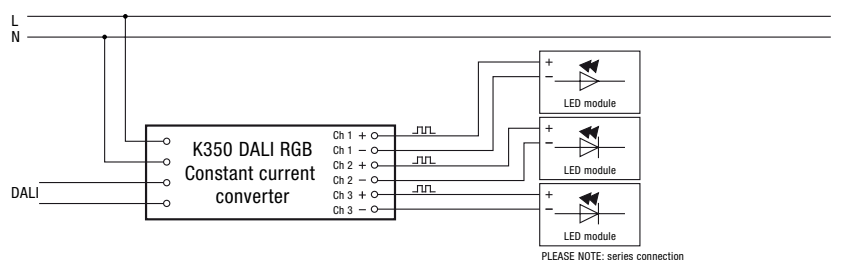 L
N
DALI
K350 DALI RGB
Constant current
converter
Ch 1 +
Ch 1 −
Ch 2 +
Ch 2 −
Ch 3 +
Ch 3 −
+
−
LED module
+
−
LED module
+
−
LED module
PLEASE NOTE: series connection